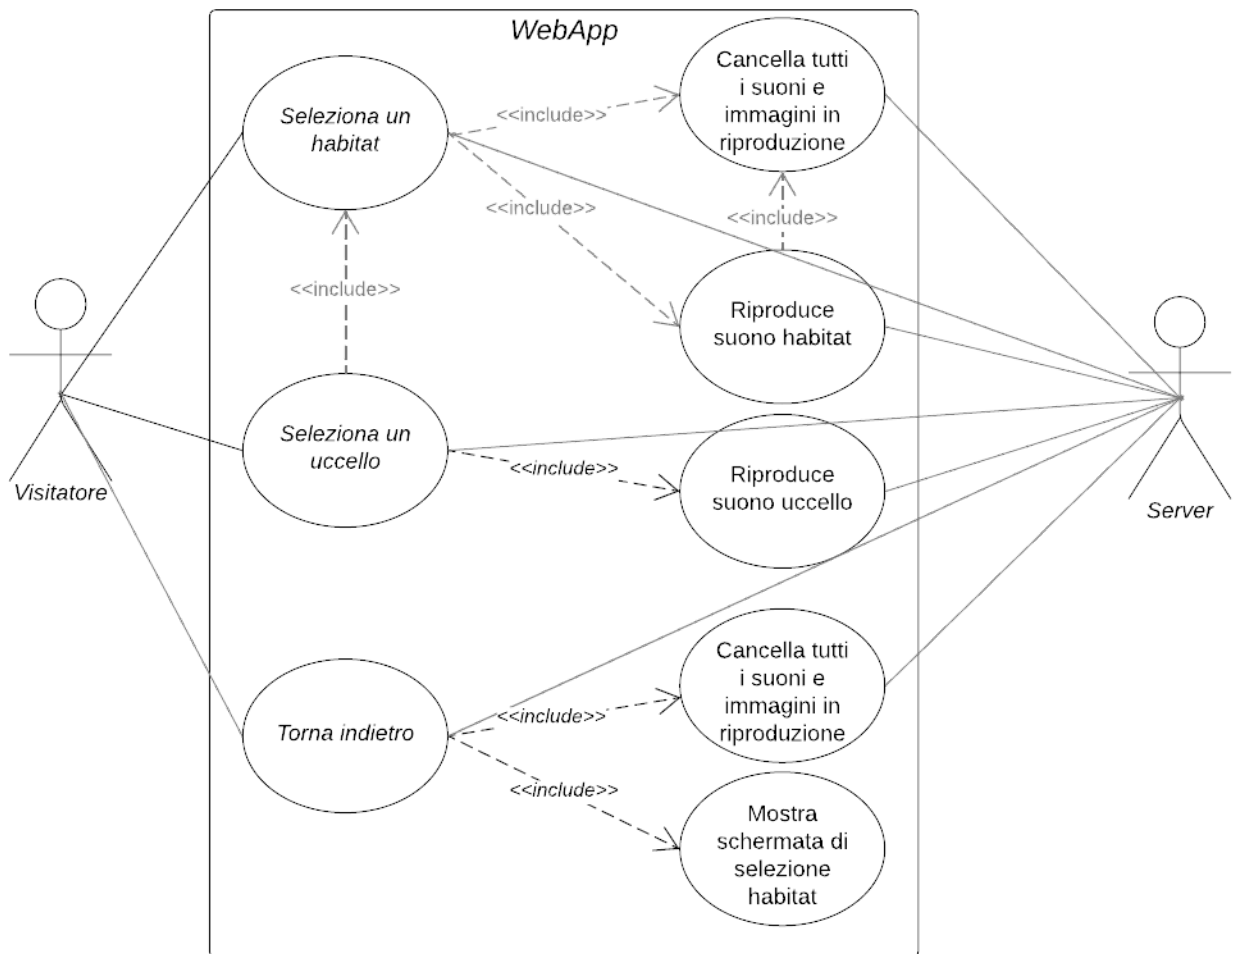 WebApp
Seleziona un
habitat
<<include>>
Cancella tutti
i suoni e
immagini in
riproduzione
<<include>>
<<include>>
<<include>>
Riproduce
suono habitat
Visitatore
Seleziona un
uccello
<<include>>
Riproduce
suono uccello
Server
Torna indietro
<<include>>
Cancella tutti
i suoni e
immagini in
riproduzione
<<include>>
Mostra
schermata di
selezione
habitat